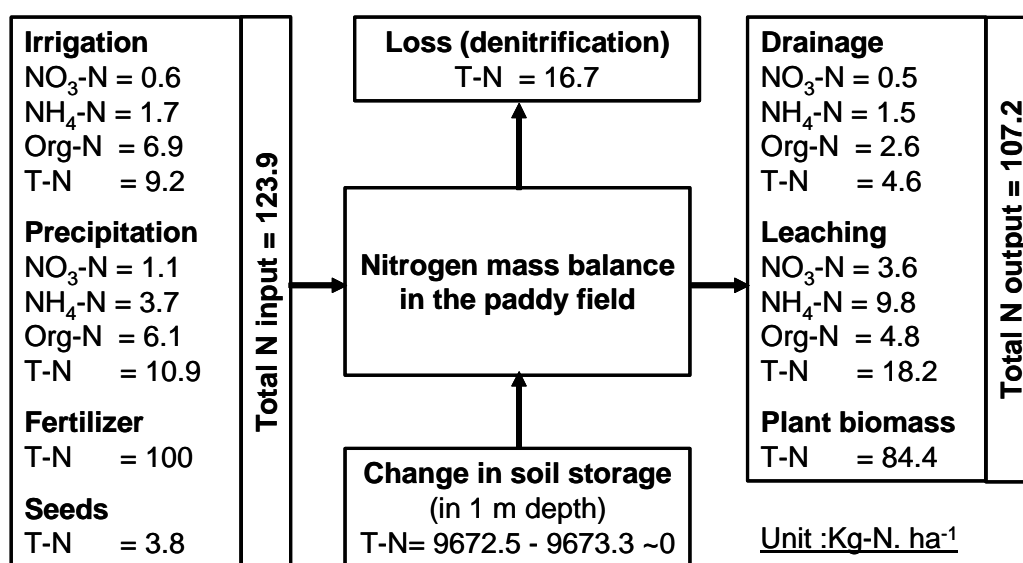 Irrigation
NO₃-N = 0.6
NH₄-N = 1.7
Org-N = 6.9
T-N = 9.2
Precipitation
NO₃-N = 1.1
NH₄-N = 3.7
Org-N = 6.1
T-N = 10.9
Fertilizer
T-N = 100
Seeds
T-N = 3.8
Total N input = 123.9
Loss (denitrification)
T-N = 16.7
Nitrogen mass balance
in the paddy field
Change in soil storage
(in 1 m depth)
T-N= 9672.5 - 9673.3 ~0
Drainage
NO₃-N = 0.5
NH₄-N = 1.5
Org-N = 2.6
T-N = 4.6
Leaching
NO₃-N = 3.6
NH₄-N = 9.8
Org-N = 4.8
T-N = 18.2
Plant biomass
T-N = 84.4
Total N output = 107.2
Unit :Kg-N. ha⁻¹